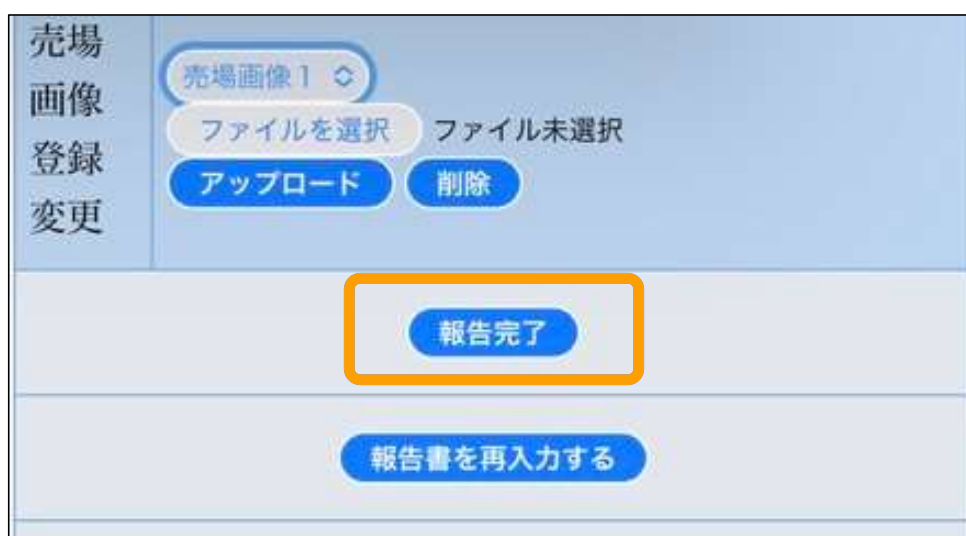 売場
画像
登録
変更
売場画像1
ファイルを選択 ファイル未選択
アップロード 削除
報告完了
報告書を再入力する